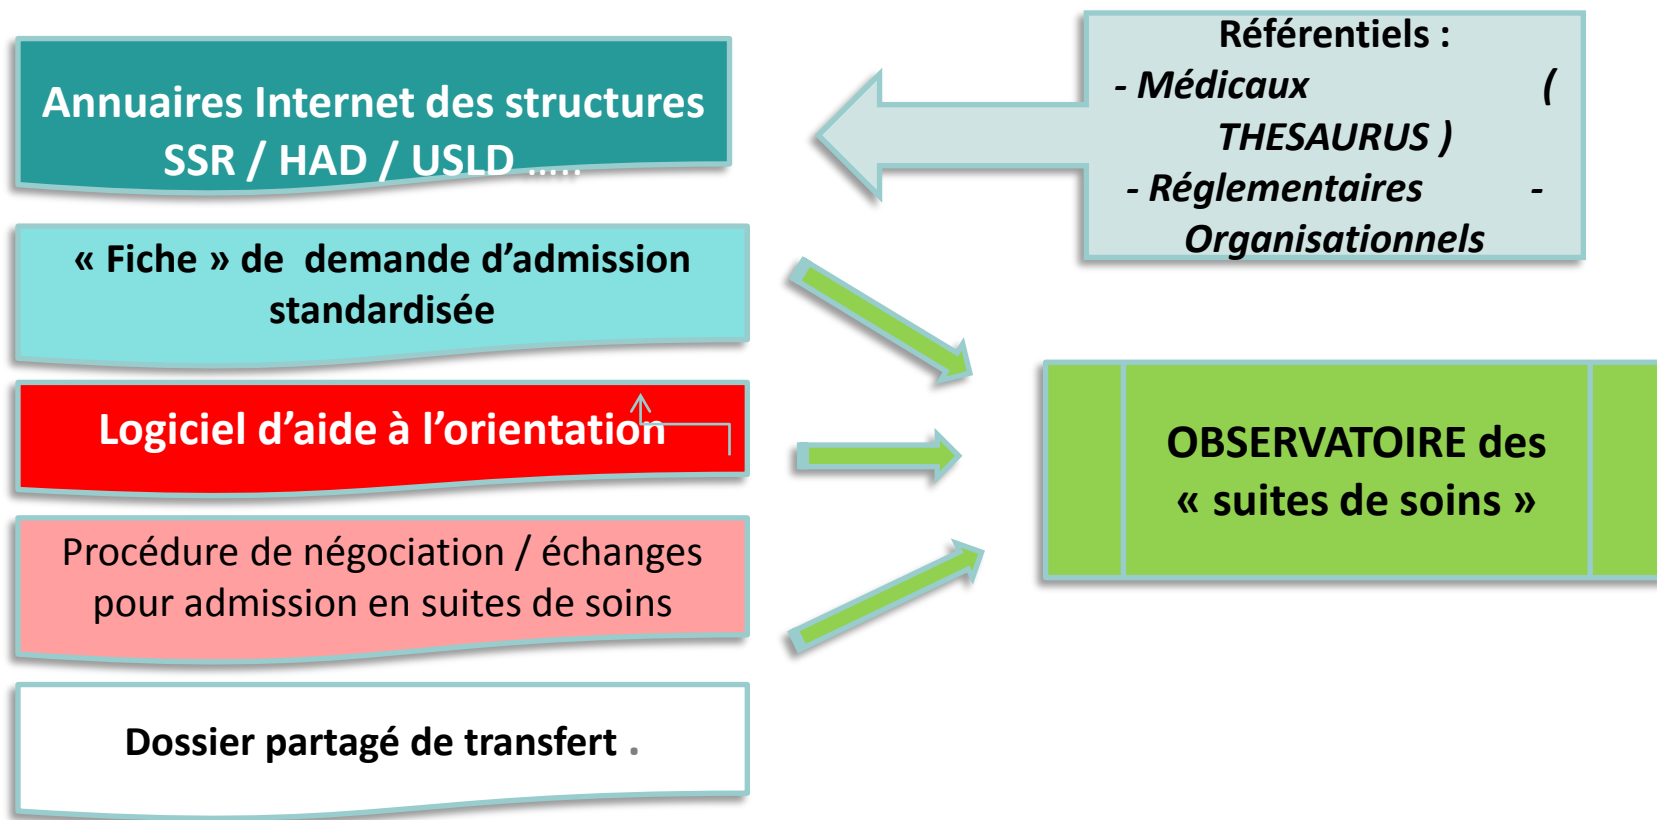 Annuaires Internet des structures
SSR / HAD / USLD .....
« Fiche » de demande d'admission
standardisée
Logiciel d'aide à l'orientation
Procédure de négociation / échanges
pour admission en suites de soins
Dossier partagé de transfert .
Référentiels :
- Médicaux (
THESAURUS )
- Réglementaires -
Organisationnels
OBSERVATOIRE des
« suites de soins »